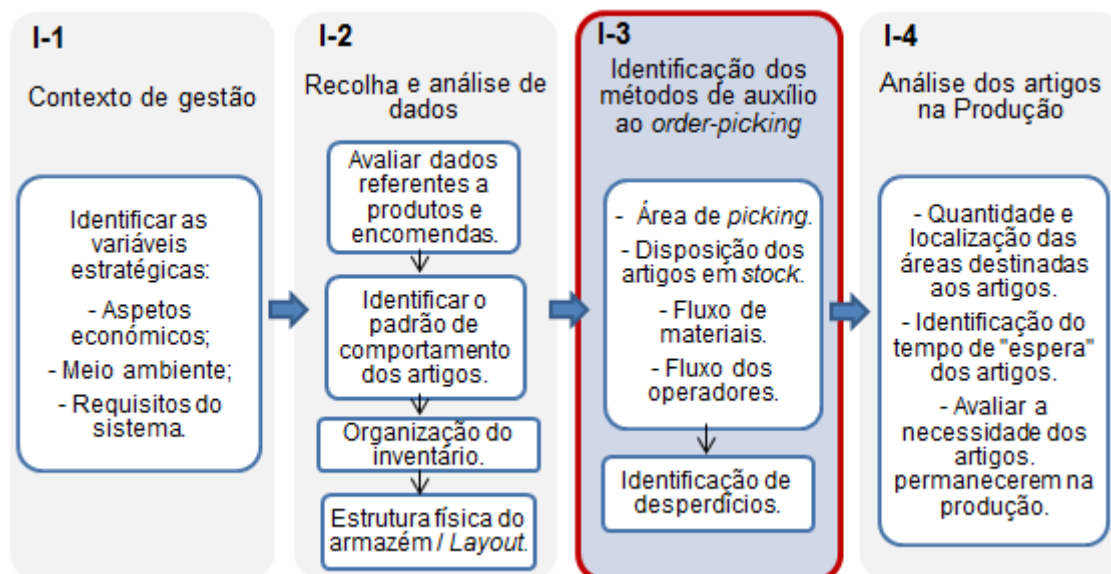 I-1
Contexto de gestão
Identificar as
variáveis
estratégicas:
- Aspetos
económicos;
- Meio ambiente;
- Requisitos do
sistema.
I-2
Recolha e análise de
dados
Avaliar dados
referentes a
produtos e
encomendas.
Identificar o
padrão de
comportamento
dos artigos.
Organização do
inventário.
Estrutura física do
armazém / Layout.
I-3
Identificação dos
métodos de auxílio
ao order-picking
- Área de picking.
- Disposição dos
artigos em stock.
- Fluxo de
materiais.
- Fluxo dos
operadores.
Identificação de
desperdícios.
I-4
Análise dos artigos
na Produção
- Quantidade e
localização das
áreas destinadas
aos artigos.
- Identificação do
tempo de "espera"
dos artigos.
- Avaliar a
necessidade dos
artigos.
permanecerem na
produção.